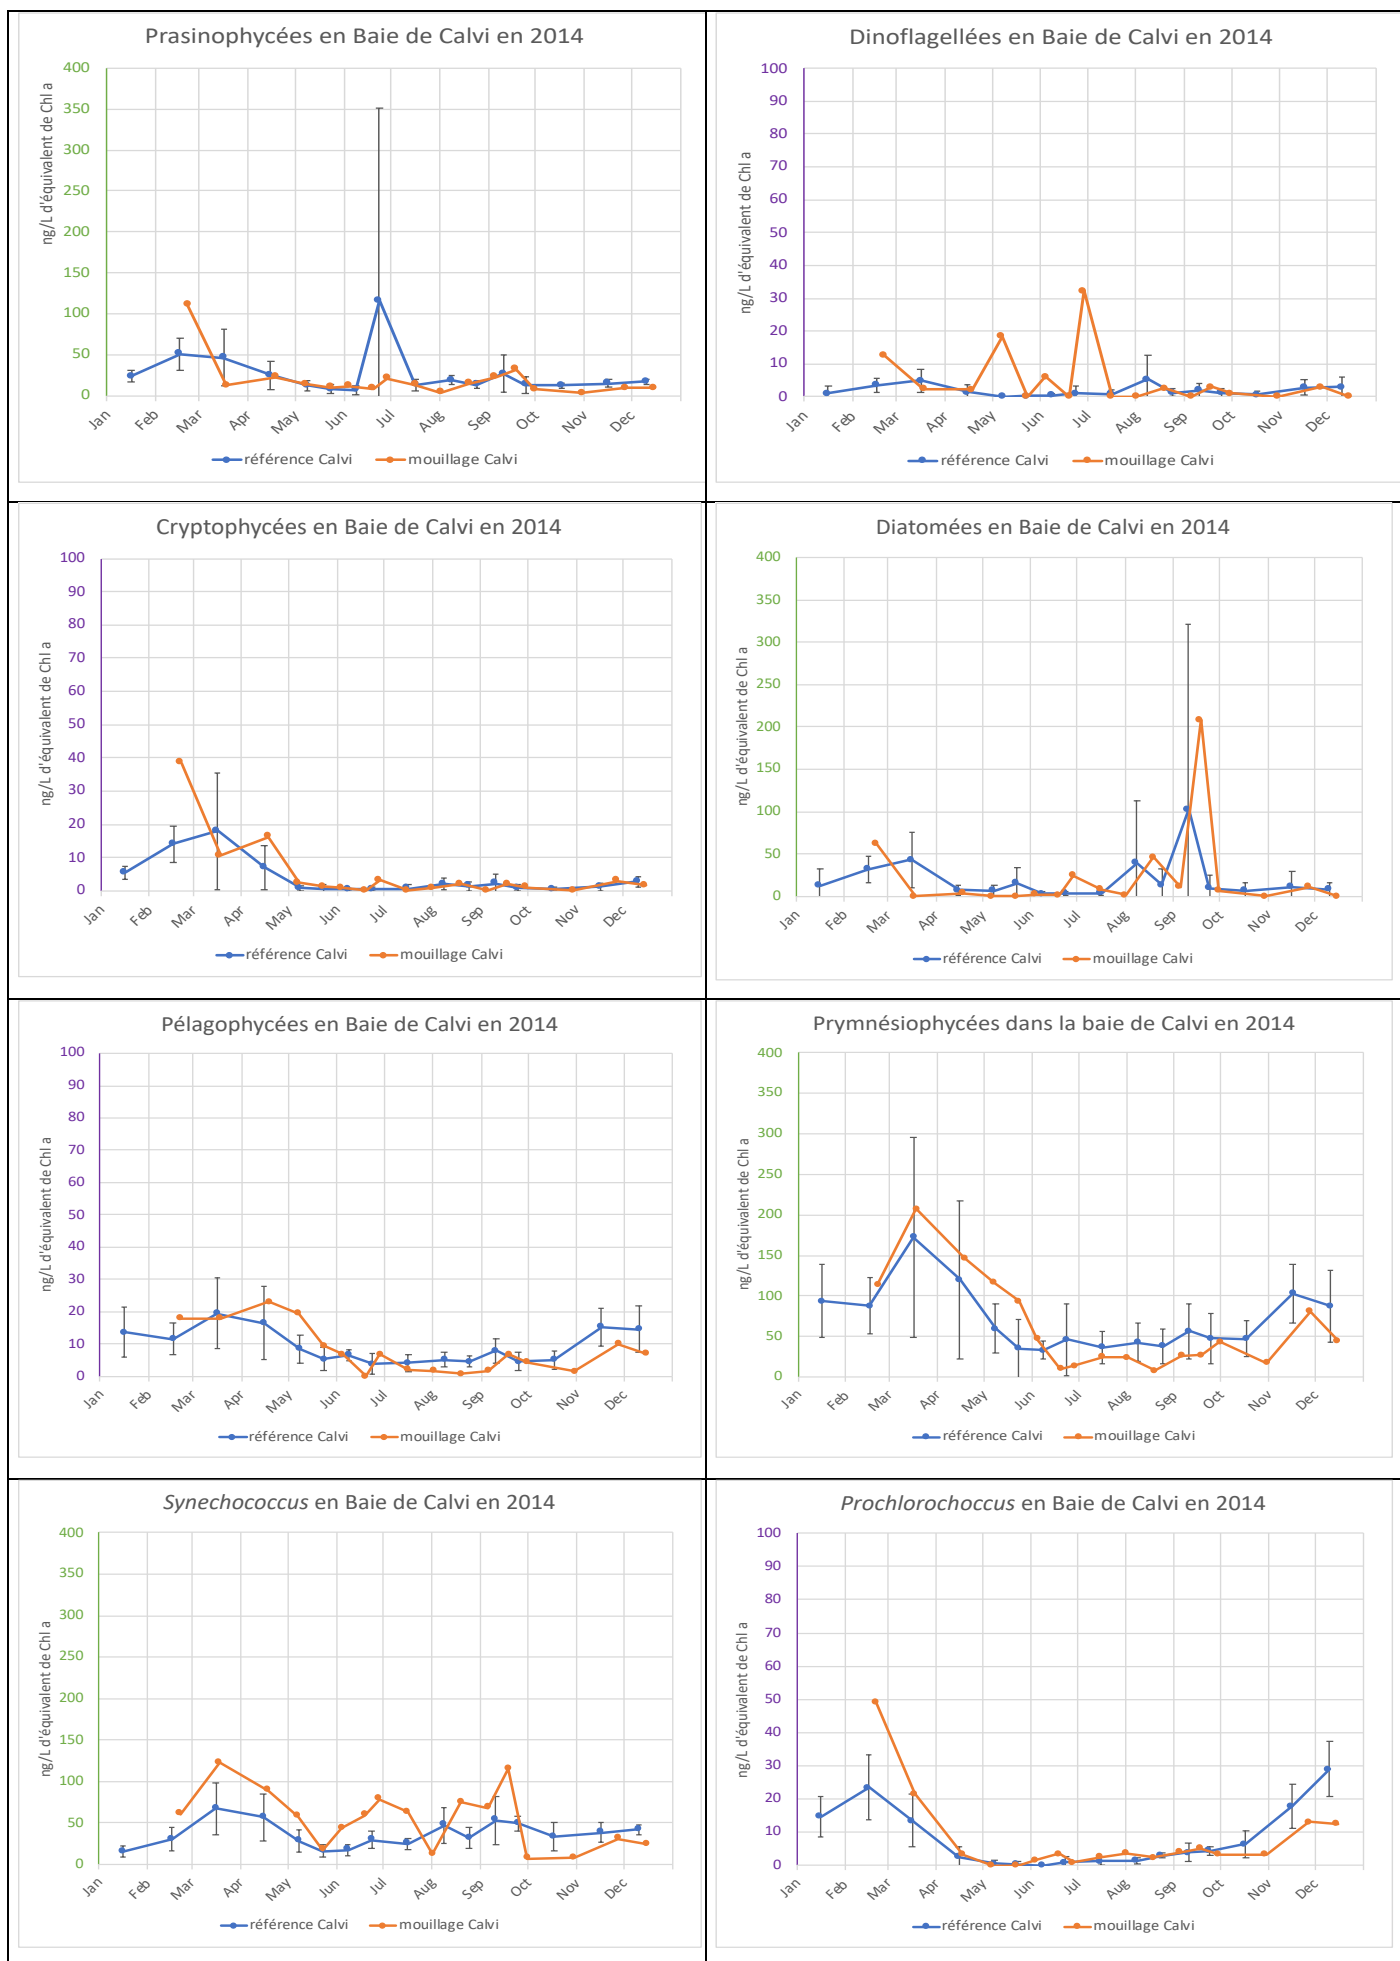 Prasinophycées en Baie de Calvi en 2014
ng/L d'équivalent de Chl a
400
350
300
250
200
150
100
50
0
Jan Feb Mar Apr May Jun Jul Aug Sep Oct Nov Dec
référence Calvi mouillage Calvi
Dinoflagellées en Baie de Calvi en 2014
ng/L d'équivalent de Chl a
100
90
80
70
60
50
40
30
20
10
0
Jan Feb Mar Apr May Jun Jul Aug Sep Oct Nov Dec
référence Calvi mouillage Calvi
Cryptophycées en Baie de Calvi en 2014
ng/L d'équivalent de Chl a
100
90
80
70
60
50
40
30
20
10
0
Jan Feb Mar Apr May Jun Jul Aug Sep Oct Nov Dec
référence Calvi mouillage Calvi
Diatomées en Baie de Calvi en 2014
ng/L d'équivalent de Chl a
400
350
300
250
200
150
100
50
0
Jan Feb Mar Apr May Jun Jul Aug Sep Oct Nov Dec
référence Calvi mouillage Calvi
Pélagophycées en Baie de Calvi en 2014
ng/L d'équivalent de Chl a
100
90
80
70
60
50
40
30
20
10
0
Jan Feb Mar Apr May Jun Jul Aug Sep Oct Nov Dec
référence Calvi mouillage Calvi
Prymnésiophycées dans la baie de Calvi en 2014
ng/L d'équivalent de Chl a
400
350
300
250
200
150
100
50
0
Jan Feb Mar Apr May Jun Jul Aug Sep Oct Nov Dec
référence Calvi mouillage Calvi
Synechococcus en Baie de Calvi en 2014
ng/L d'équivalent de Chl a
400
350
300
250
200
150
100
50
0
Jan Feb Mar Apr May Jun Jul Aug Sep Oct Nov Dec
référence Calvi mouillage Calvi
Prochlorochoccus en Baie de Calvi en 2014
ng/L d'équivalent de Chl a
100
90
80
70
60
50
40
30
20
10
0
Jan Feb Mar Apr May Jun Jul Aug Sep Oct Nov Dec
référence Calvi mouillage Calvi